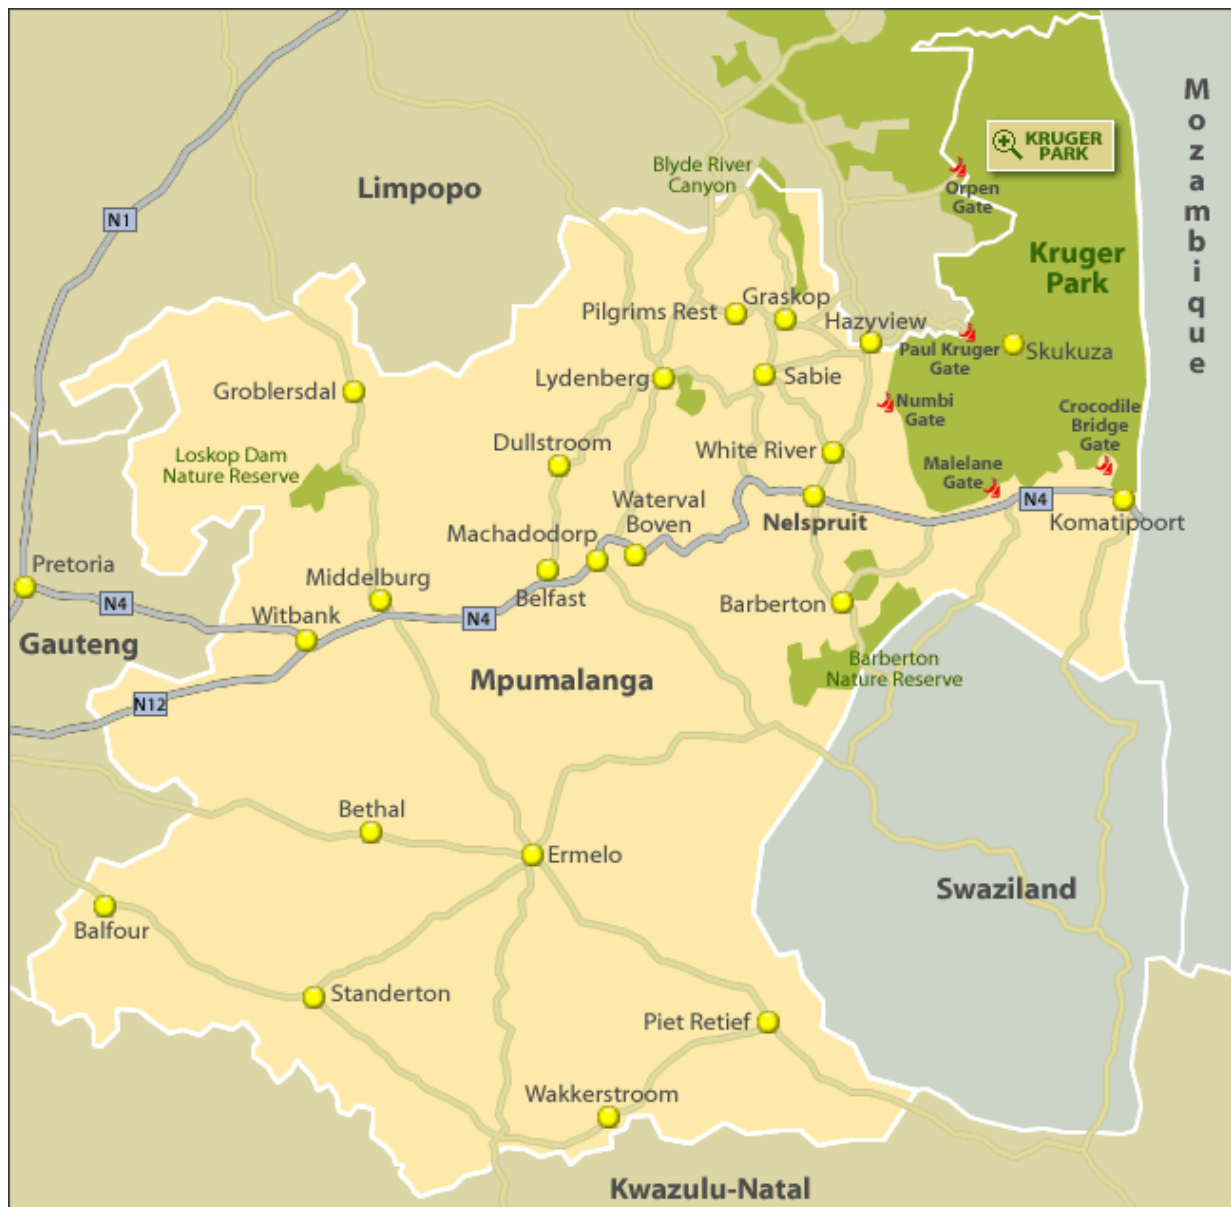 M
o
z
a
m
b
i
q
u
e
KRUGER
PARK
Blyde River
Canyon
Limpopo
Orpen
Gate
N1
Kruger
Park
Graskop
Pilgrims Rest
Hazyview
Paul Kruger
Gate
Skukuza
Lydenberg
Sabie
Groblersdal
Numbi
Gate
Crocodile
Bridge
Gate
Dullstroom
White River
Loskop Dam
Nature Reserve
Malelane
Gate
Waterval
Boven
N4
Nelspruit
Komatipoort
Machadodorp
Pretoria
Middelburg
Belfast
N4
Witbank
N4
Barberton
Gauteng
Mpumalanga
Barberton
Nature Reserve
N12
Bethal
Ermelo
Swaziland
Balfour
Standerton
Piet Retief
Wakkerstroom
Kwazulu-Natal